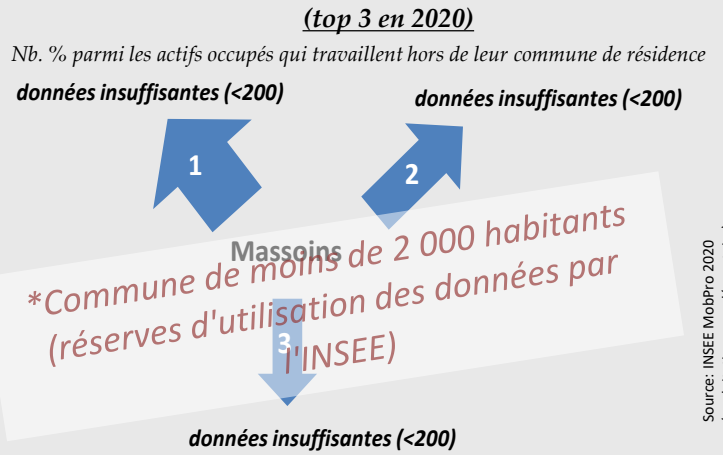 (top 3 en 2020)
Nb. % parmi les actifs occupés qui travaillent hors de leur commune de résidence
données insuffisantes (<200)
données insuffisantes (<200)
1
2
Massoins
*Commune de moins de 2 000 habitants
(réserves d'utilisation des données par
l'INSEE)
3
données insuffisantes (<200)
Source: INSEE MobPro 2020